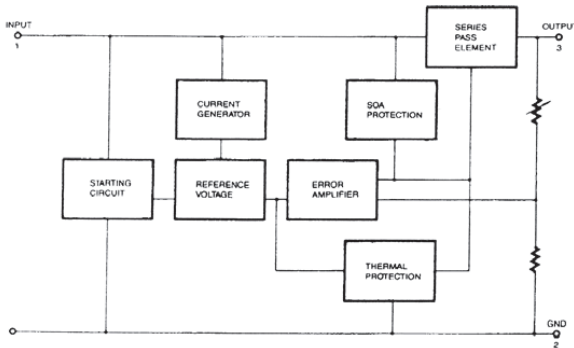 INPUT
1
SERIES
PASS
ELEMENT
OUTPUT
3
CURRENT
GENERATOR
SOA
PROTECTION
STARTING
CIRCUIT
REFERENCE
VOLTAGE
ERROR
AMPLIFIER
THERMAL
PROTECTION
GND
2